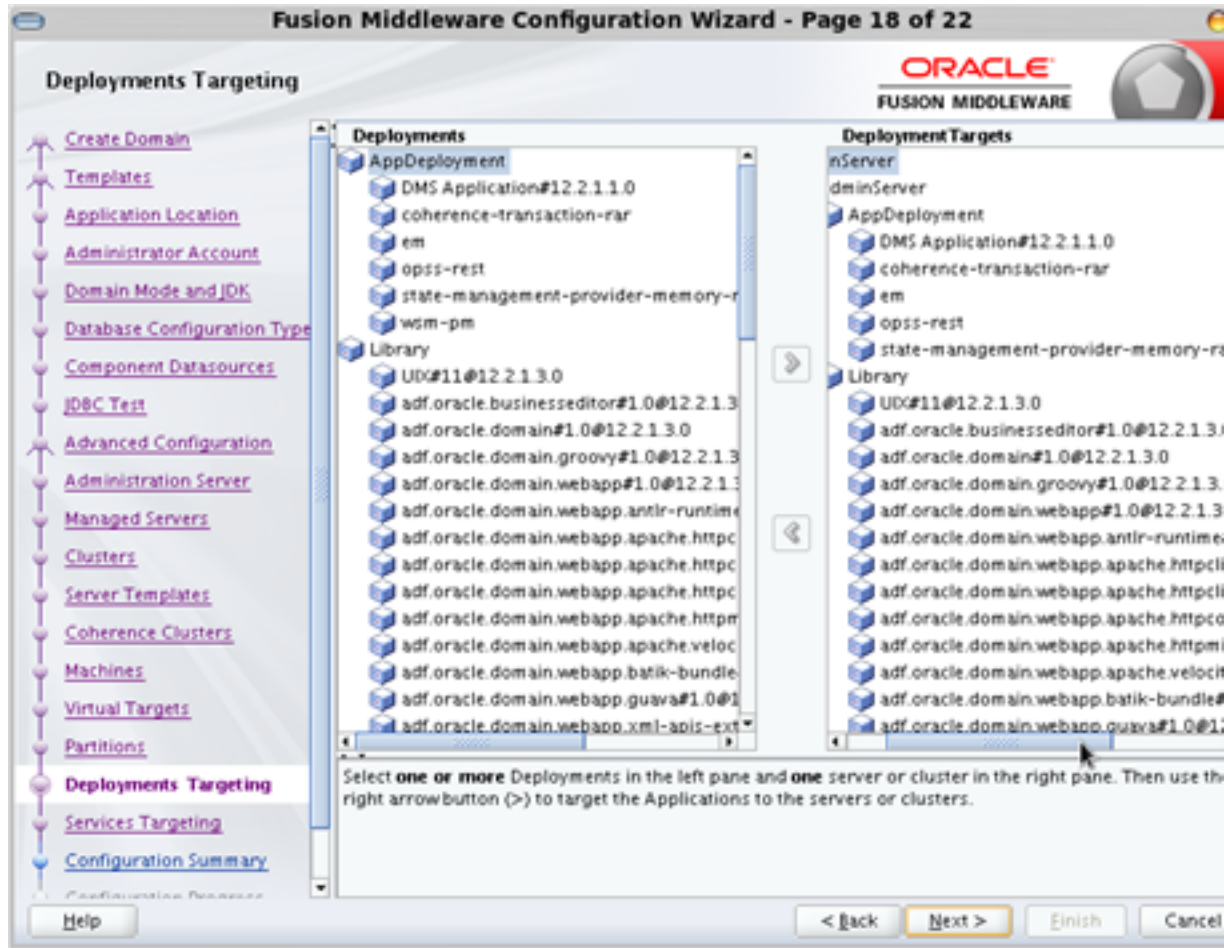 Fusion Middleware Configuration Wizard - Page 18 of 22
Deployments Targeting
ORACLE
FUSION MIDDLEWARE
Create Domain
Templates
Application Location
Administrator Account
Domain Mode and JDK
Database Configuration Type
Component Datasources
JDBC Test
Advanced Configuration
Administration Server
Managed Servers
Clusters
Server Templates
Coherence Clusters
Machines
Virtual Targets
Partitions
Deployments Targeting
Services Targeting
Configuration Summary
Configuration Progress
Deployments
AppDeployment
DMS Application#12.2.1.1.0
coherence-transaction-rar
em
opss-rest
state-management-provider-memory-r
wsm-pm
Library
UIX#11@12.2.1.3.0
adf.oracle.businesseditor#1.0@12.2.1.3
adf.oracle.domain#1.0@12.2.1.3.0
adf.oracle.domain.groovy#1.0@12.2.1.3
adf.oracle.domain.webapp#1.0@12.2.1.3
adf.oracle.domain.webapp.antlr-runtime
adf.oracle.domain.webapp.apache.httpc
adf.oracle.domain.webapp.apache.httpc
adf.oracle.domain.webapp.apache.httpc
adf.oracle.domain.webapp.apache.httpm
adf.oracle.domain.webapp.apache.veloc
adf.oracle.domain.webapp.batik-bundle
adf.oracle.domain.webapp.guava#1.0@1
adf.oracle.domain.webapp.xml-apis-ext
DeploymentTargets
nServer
dminServer
AppDeployment
DMS Application#12.2.1.1.0
coherence-transaction-rar
em
opss-rest
state-management-provider-memory-ra
Library
UIX#11@12.2.1.3.0
adf.oracle.businesseditor#1.0@12.2.1.3.0
adf.oracle.domain#1.0@12.2.1.3.0
adf.oracle.domain.groovy#1.0@12.2.1.3.
adf.oracle.domain.webapp#1.0@12.2.1.3
adf.oracle.domain.webapp.antlr-runtime
adf.oracle.domain.webapp.apache.httpcli
adf.oracle.domain.webapp.apache.httpcli
adf.oracle.domain.webapp.apache.httpco
adf.oracle.domain.webapp.apache.httpmi
adf.oracle.domain.webapp.apache.velocit
adf.oracle.domain.webapp.batik-bundle#
adf.oracle.domain.webapp.guava#1.0@12
Select one or more Deployments in the left pane and one server or cluster in the right pane. Then use the
right arrow button (>) to target the Applications to the servers or clusters.
Help
< Back
Next >
Finish
Cancel